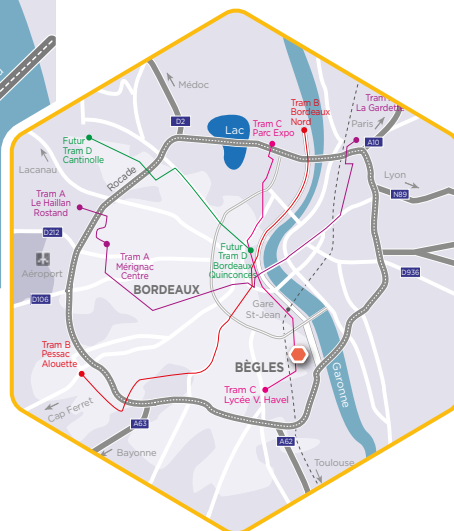 Médoc
D2
Lac
Tram C
Parc Expo
Tram B
Bordeaux
Nord
La Gardette
Paris
A10
Futur
Tram D
Cantinolle
Lacanau
Rocade
Lyon
N89
Tram A
Le Haillan
Rostand
D212
Aéroport
D106
Tram A
Mérignac
Centre
Futur
Tram D
Bordeaux
Quinconces
D936
BORDEAUX
Gare
St-Jean
Tram B
Pessac
Alouette
BÈGLES
Tram C
Lycée V. Havel
Garonne
Cap Ferret
A63
A62
Bayonne
Toulouse